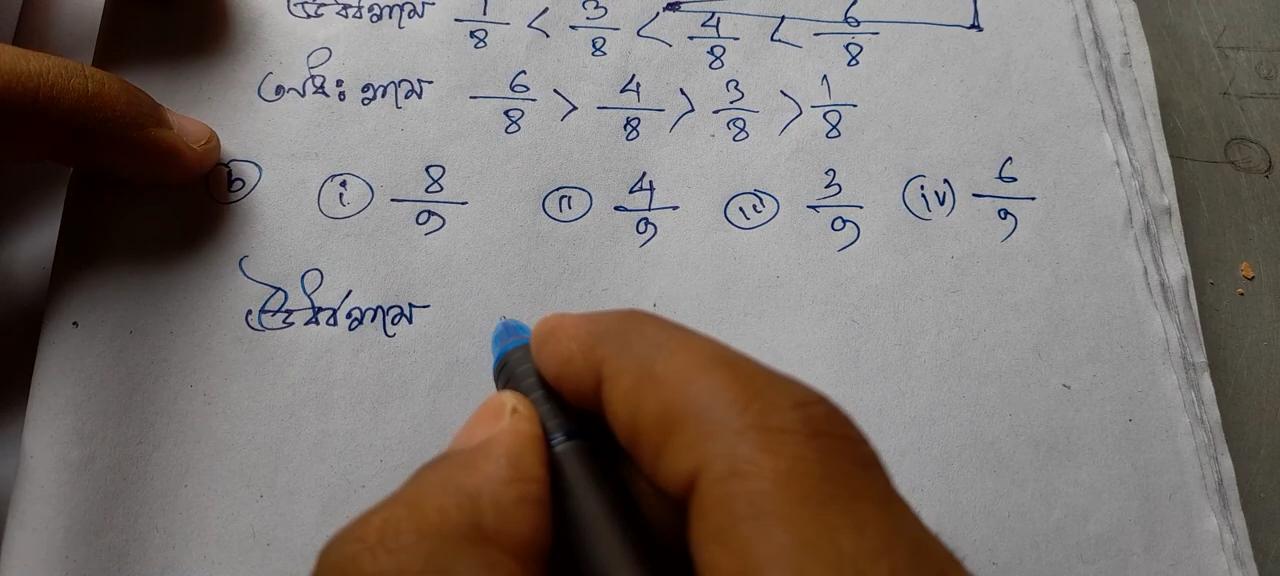 ঊর্ধ্বক্রমে 1/8 < 3/8 < 4/8 < 6/8
অধঃক্রমে 6/8 > 4/8 > 3/8 > 1/8
b (i) 8/9 (ii) 4/9 (iii) 3/9 (iv) 6/9
ঊর্ধ্বক্রমে